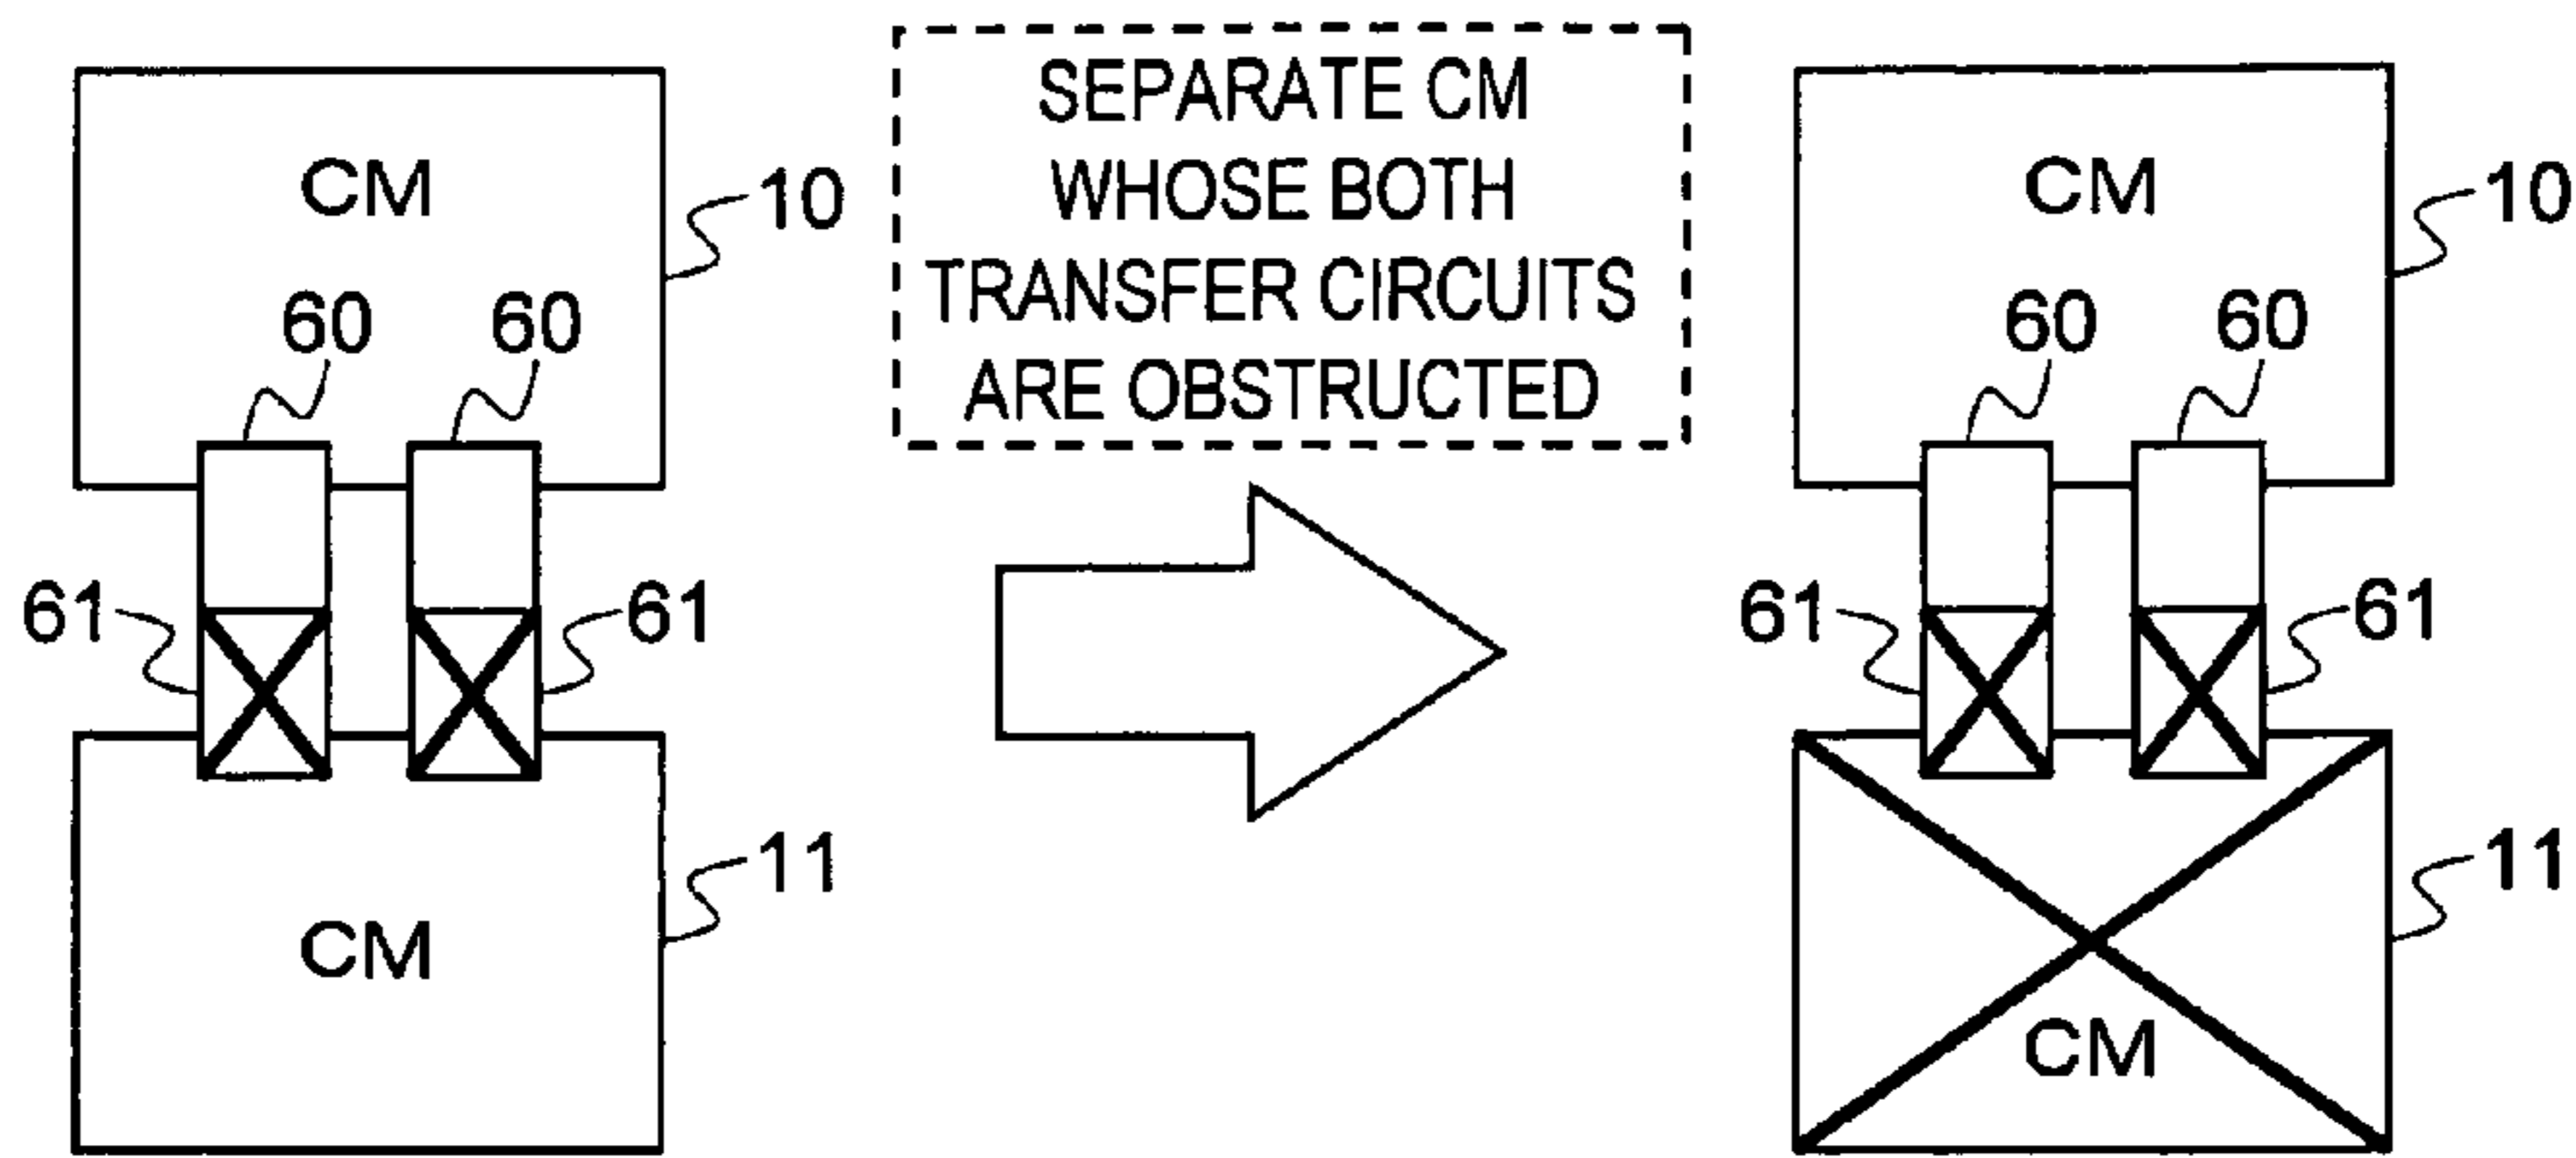 CM
10
60 60
61 61
11
CM
SEPARATE CM
WHOSE BOTH
TRANSFER CIRCUITS
ARE OBSTRUCTED
CM
10
60 60
61 61
11
CM